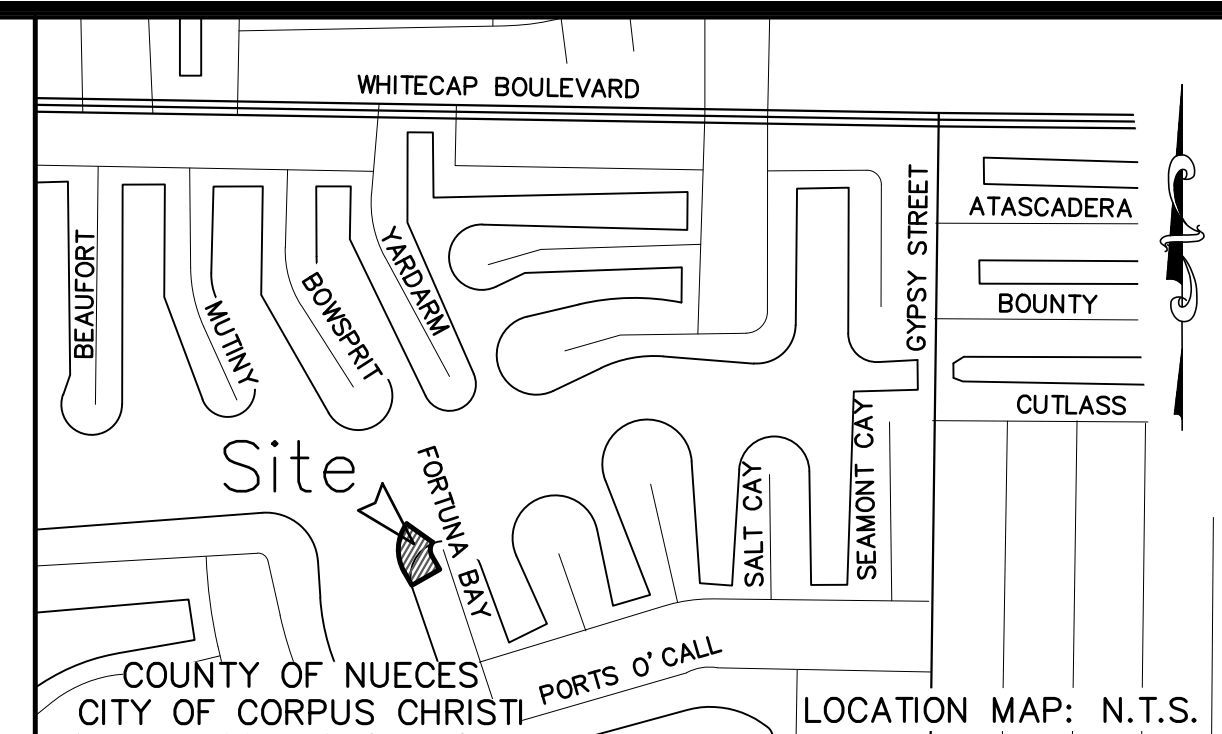 WHITECAP BOULEVARD
ATASCADERA
GYPSY STREET
BEAUFORT
YARDARM
MUTINY
BOWSPRIT
BOUNTY
CUTLASS
Site
FORTUNA BAY
SALT CAY
SEAMONT CAY
PORTS O' CALL
COUNTY OF NUECES
CITY OF CORPUS CHRISTI
LOCATION MAP: N.T.S.